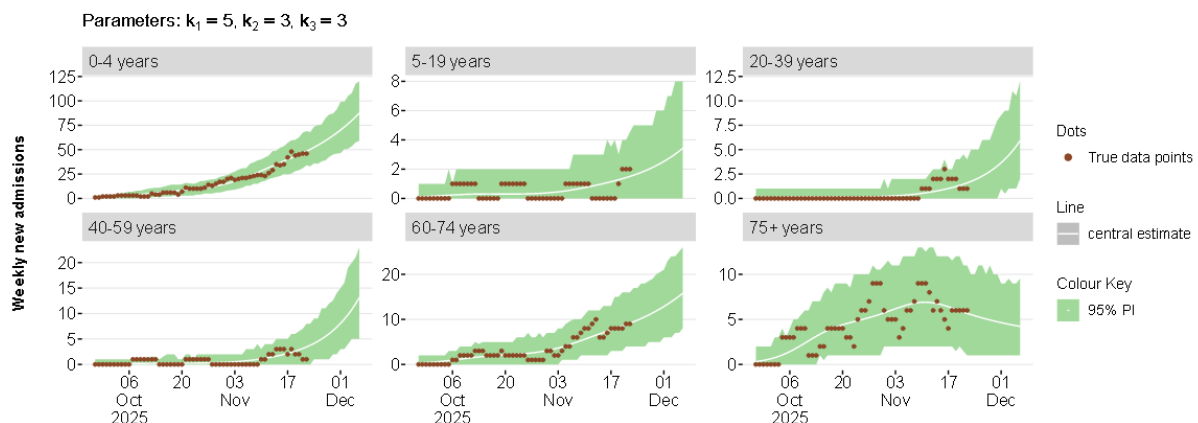 Parameters: k₁ = 5, k₂ = 3, k₃ = 3
Weekly new admissions
0-4 years
125
100
75
50
25
0
5-19 years
8
6
4
2
0
20-39 years
12.5
10.0
7.5
5.0
2.5
0.0
40-59 years
20
15
10
5
0
60-74 years
20
10
0
75+ years
10
5
0
06 20 03 17 01
Oct Nov Dec
2025
06 20 03 17 01
Oct Nov Dec
2025
06 20 03 17 01
Oct Nov Dec
2025
Dots
True data points
Line
central estimate
Colour Key
95% PI